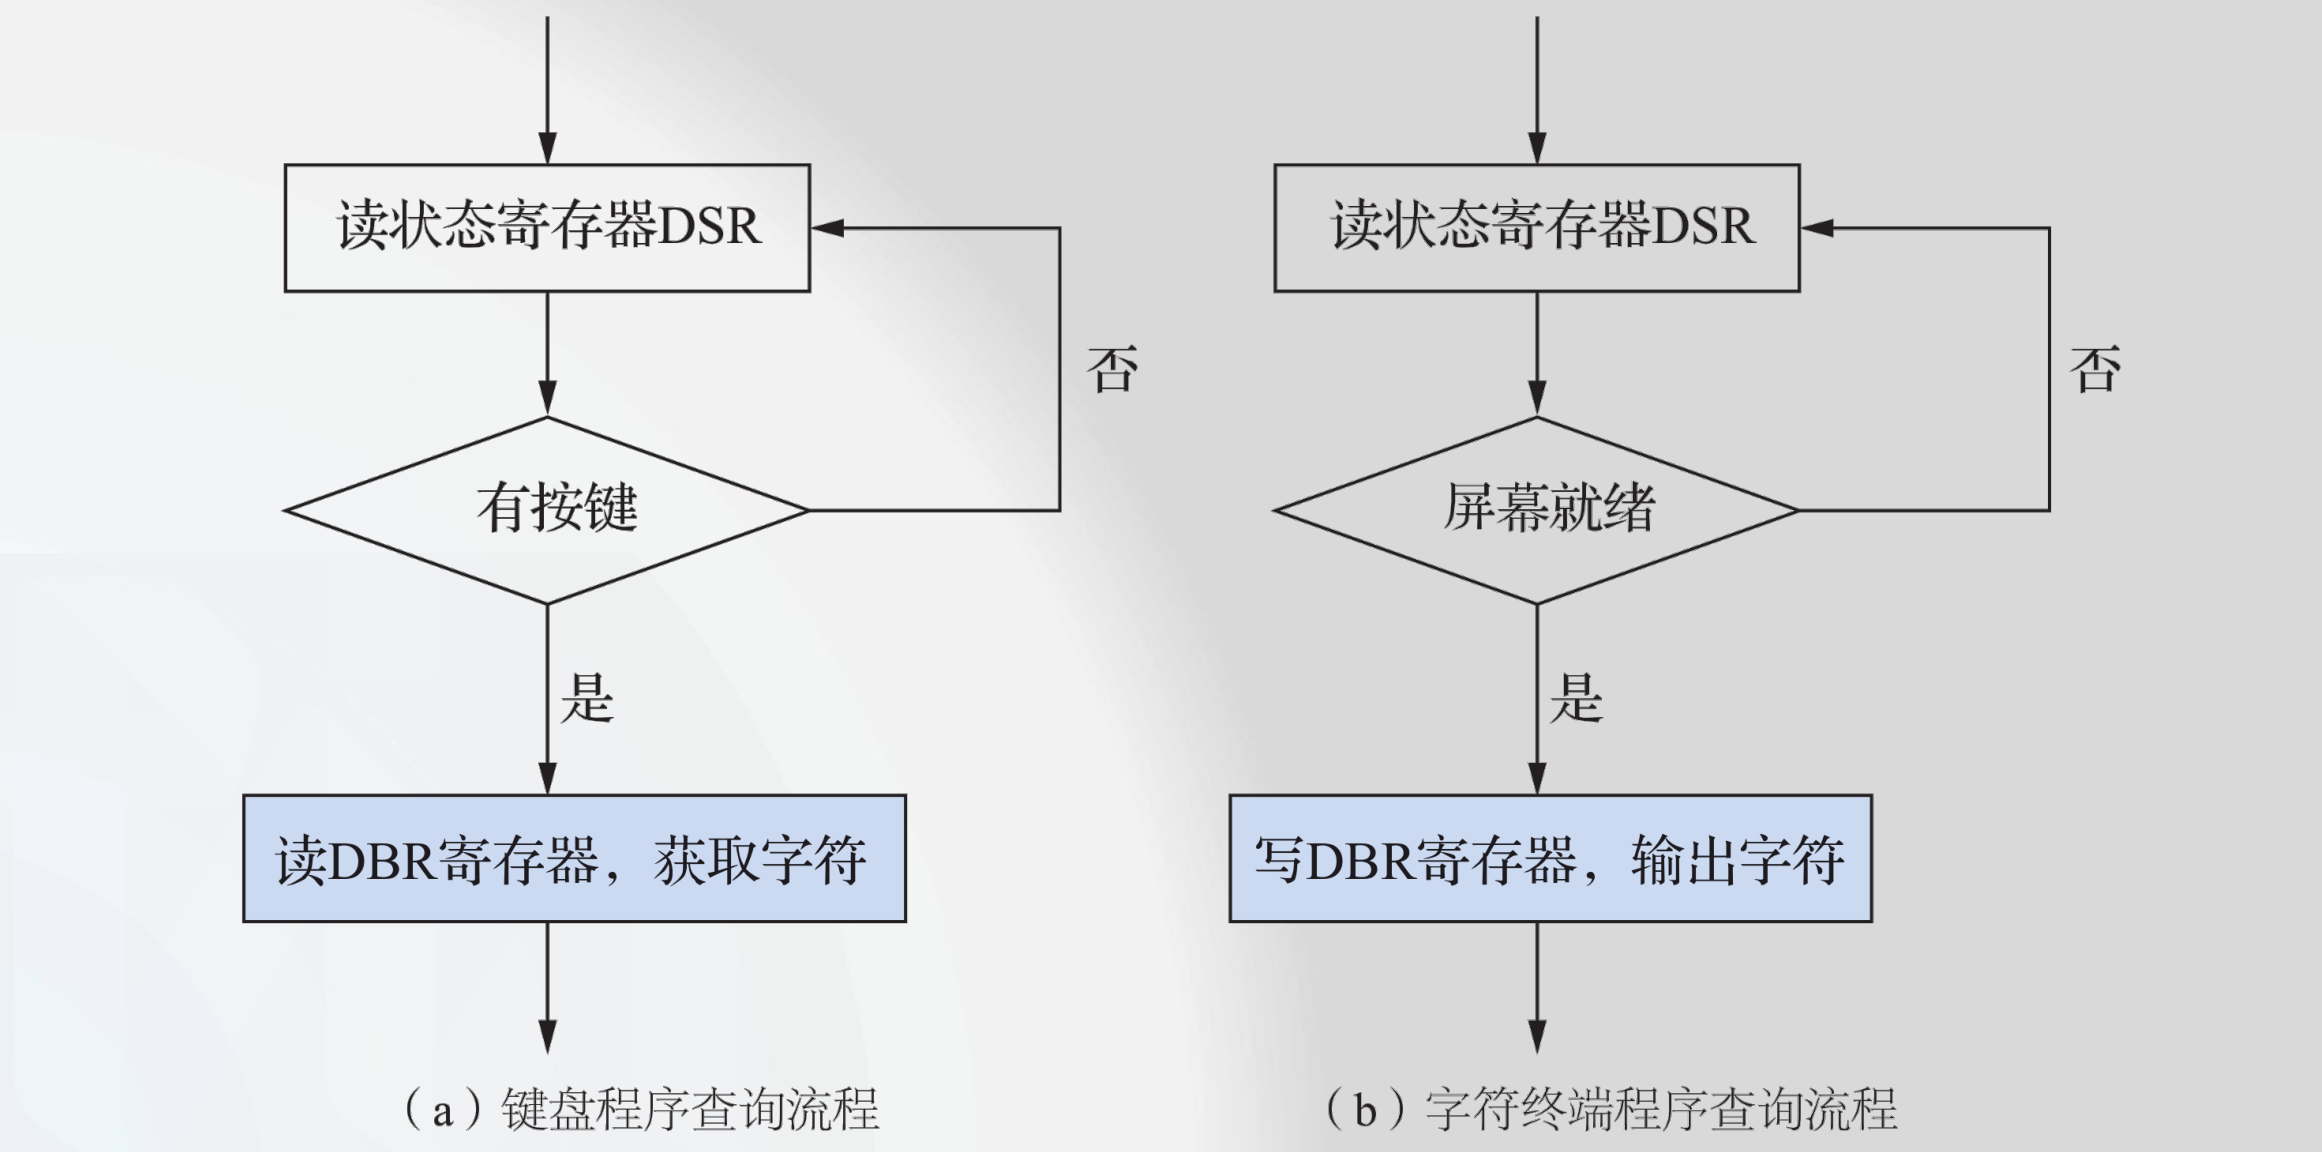 读状态寄存器DSR
否
有按键
是
读DBR寄存器，获取字符
（a）键盘程序查询流程
读状态寄存器DSR
否
屏幕就绪
是
写DBR寄存器，输出字符
（b）字符终端程序查询流程